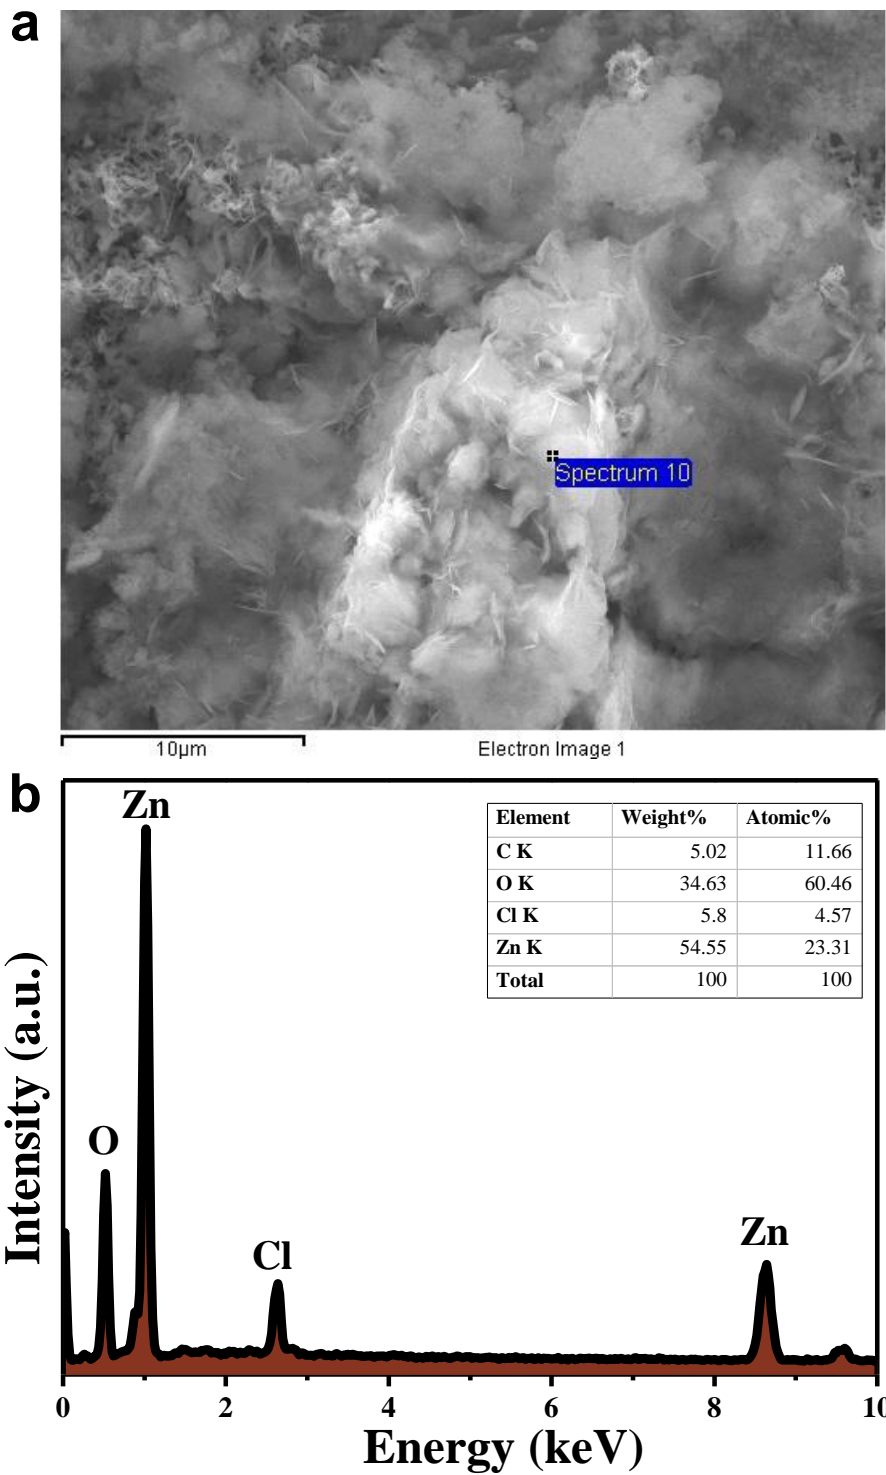 a
Spectrum 10
10µm
Electron Image 1
b
Zn
Element Weight% Atomic%
C K 5.02 11.66
O K 34.63 60.46
Cl K 5.8 4.57
Zn K 54.55 23.31
Total 100 100
O
Cl
Zn
Intensity (a.u.)
0 2 4 6 8 10
Energy (keV)